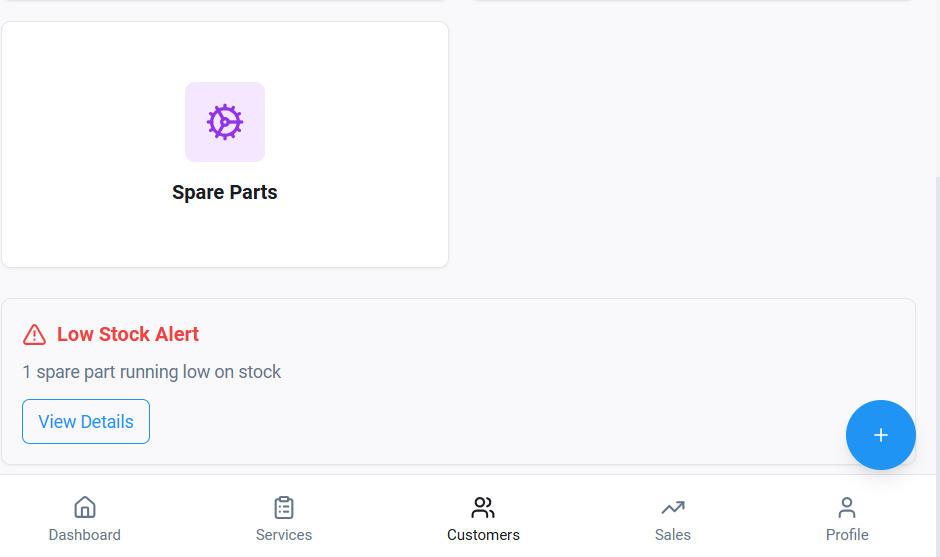 Spare Parts
Low Stock Alert
1 spare part running low on stock
View Details
Dashboard
Services
Customers
Sales
Profile